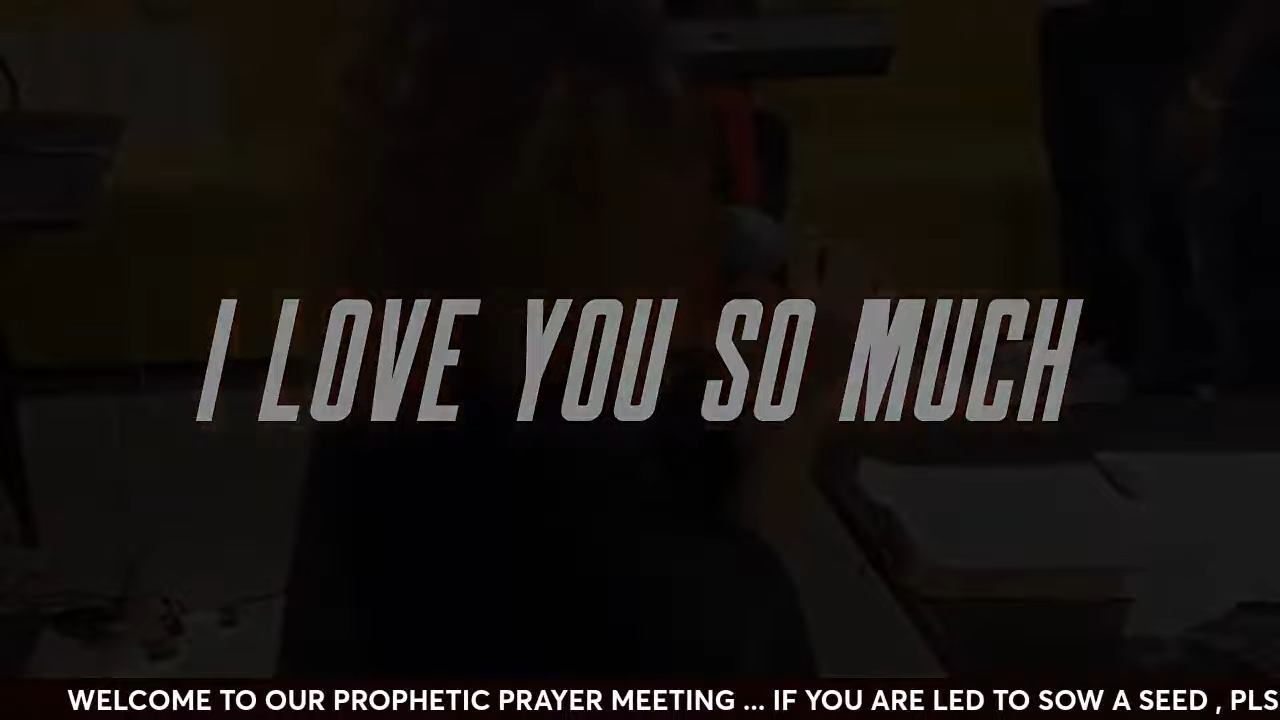 I LOVE YOU SO MUCH
WELCOME TO OUR PROPHETIC PRAYER MEETING ... IF YOU ARE LED TO SOW A SEED , PLS